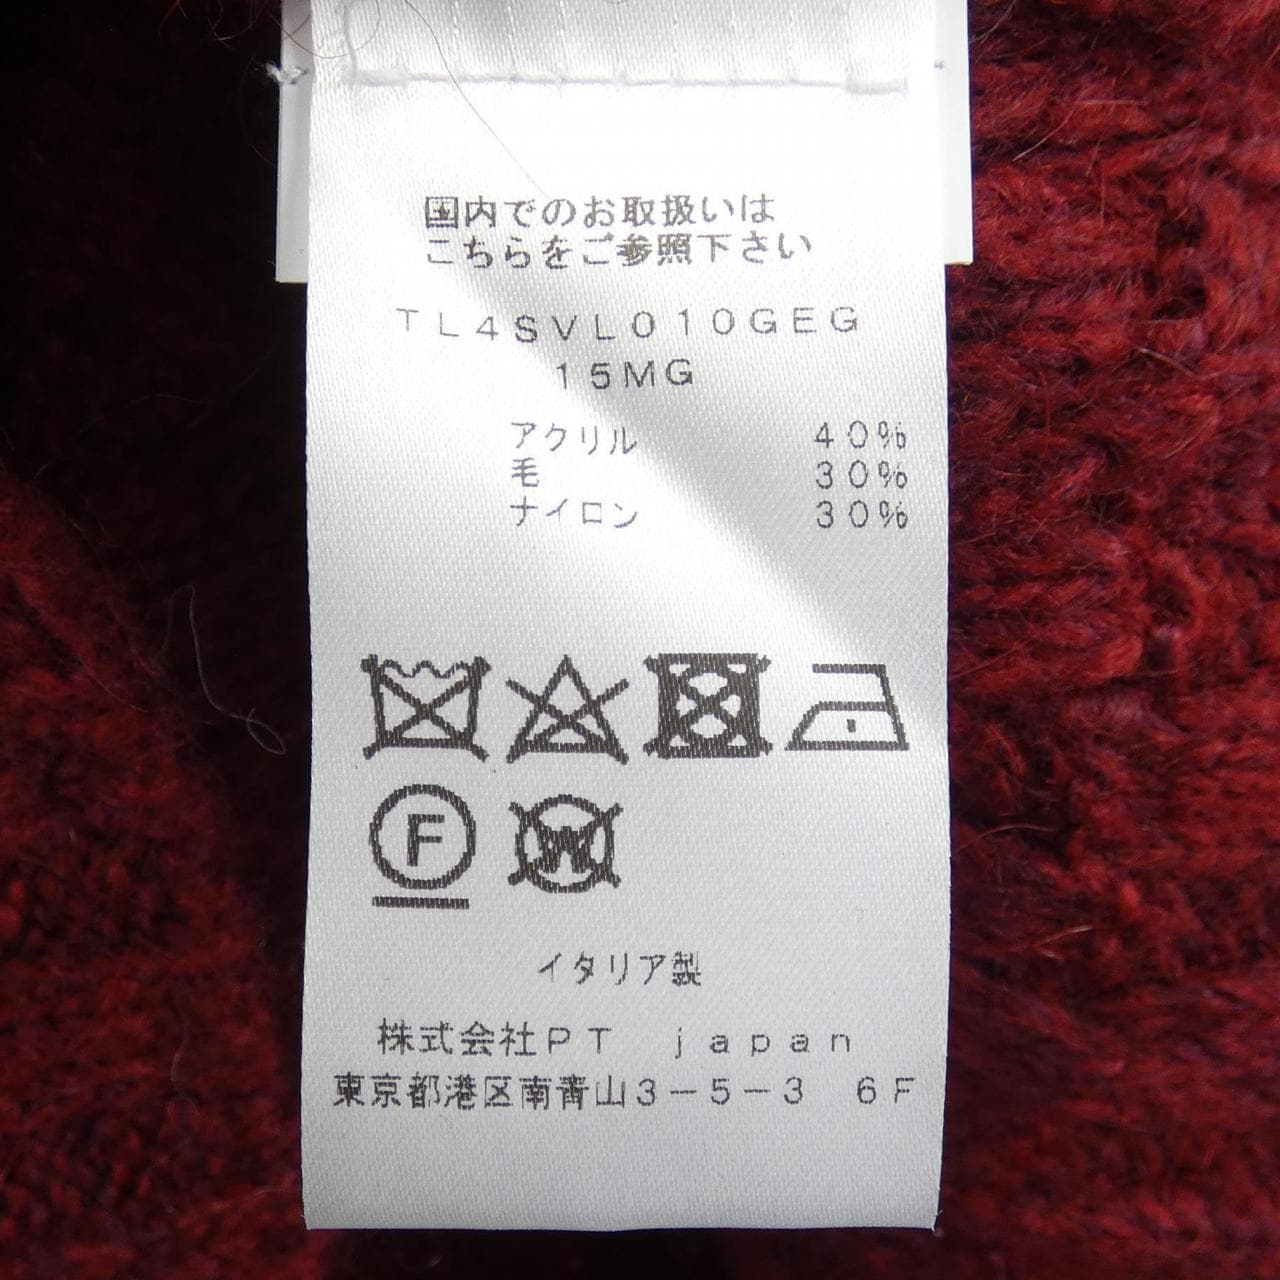 国内でのお取扱いは
こちらをご参照下さい
TL4SVL010GEG
15MG
アクリル 40%
毛 30%
ナイロン 30%
F
W
イタリア製
株式会社PT japan
東京都港区南青山3-5-3 6F